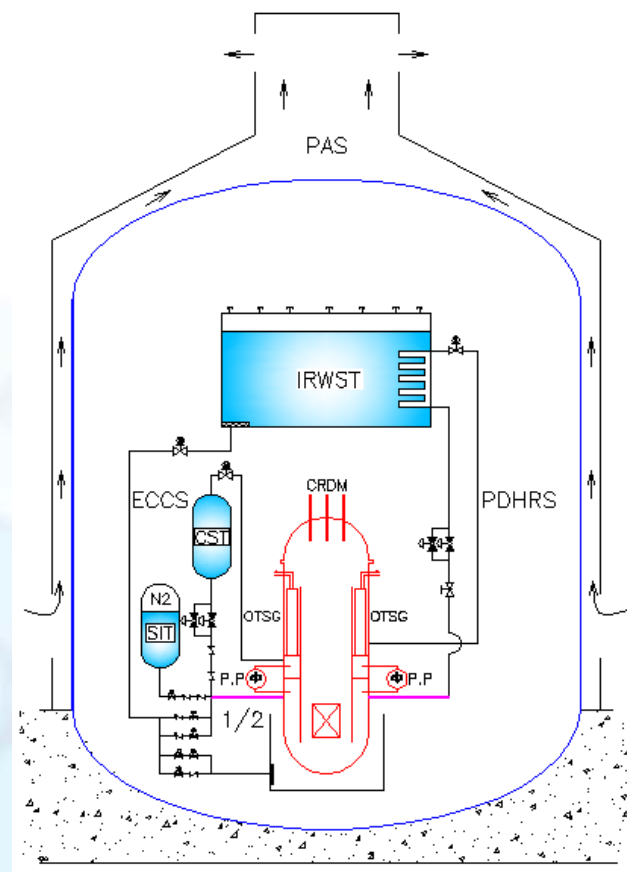 PAS
IRWST
ECCS
CRDM
PDHRS
CST
N2
OTSG
OTSG
SIT
P.P
P.P
1/2